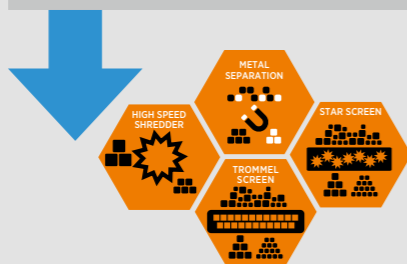 METAL
SEPARATION
HIGH SPEED
SHREDDER
STAR SCREEN
TROMMEL
SCREEN